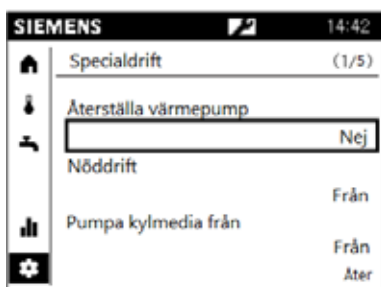 SIEMENS 14:42
Specialdrift (1/5)
Återställa värmepump
Nej
Nöddrift
Från
Pumpa kylmedia från
Från
Åter